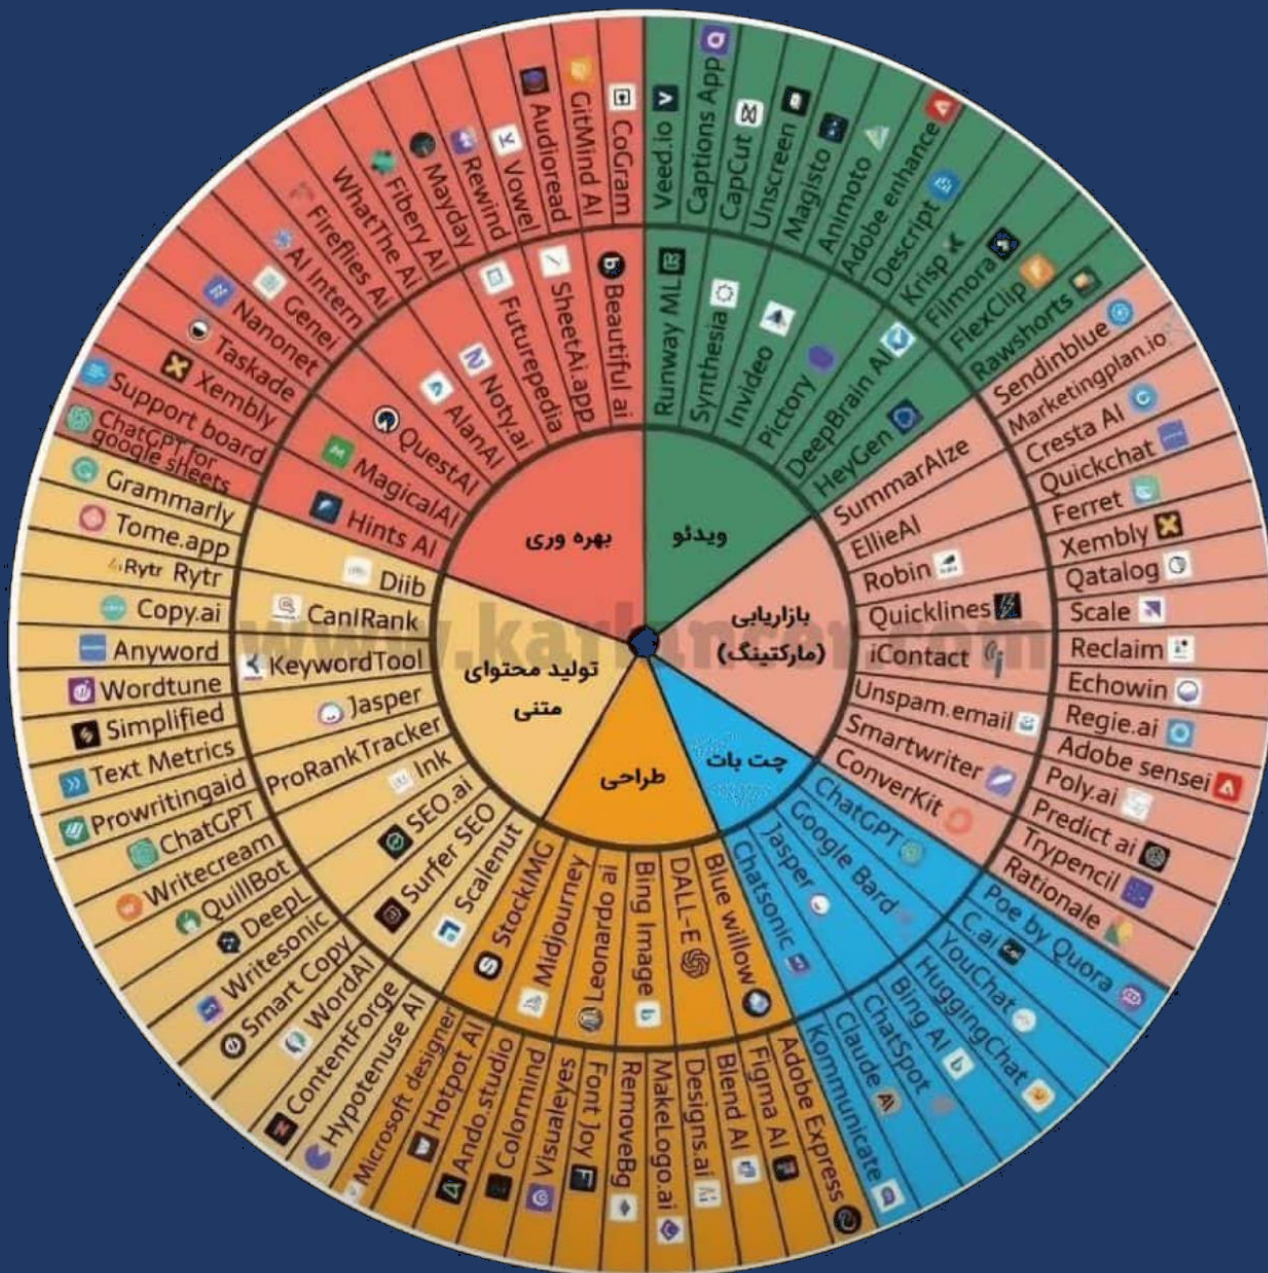 ویدئو
Runway ML
Synthesia
Invideo
Pictory
DeepBrain AI
HeyGen
Veed.io
Captions App
CapCut
Unscreen
Magisto
Animoto
Adobe enhance
Descript
Krisp
Filmora
FlexClip
Rawshorts
بازاریابی
(مارکتینگ)
SummarAIze
EllieAI
Robin
Quicklines
iContact
Unspam.email
Smartwriter
ConverKit
Sendinblue
Marketingplan.io
Cresta AI
Quickchat
Ferret
Xembly
Qatalog
Scale
Reclaim
Echowin
Regie.ai
Adobe sensei
Poly.ai
Predict ai
Trypencil
Rationale
چت بات
ChatGPT
Google Bard
Jasper
Chatsonic
Poe by Quora
C.ai
YouChat
HuggingChat
Bing AI
ChatSpot
Claude
Kommunicate
طراحی
Blue willow
DALL-E
Bing Image
Leonardo ai
Midjourney
StockIMG
Adobe Express
Figma AI
Blend AI
Designs.ai
MakeLogo.ai
RemoveBg
Font Joy
Visualeyes
Colormind
Ando.studio
Hotpot AI
Microsoft designer
تولید محتوای
متنی
Scalenut
Surfer SEO
SEO.ai
Ink
ProRankTracker
Jasper
KeywordTool
CanIRank
Diib
Hypotenuse AI
ContentForge
WordAI
Smart Copy
Writesonic
DeepL
QuillBot
Writecream
ChatGPT
Prowritingaid
Text Metrics
Simplified
Wordtune
Anyword
Copy.ai
Rytr Rytr
Tome.app
Grammarly
بهره وری
Hints AI
MagicalAI
QuestAI
AlanAI
Noty.ai
Futurepedia
SheetAi.app
Beautiful ai
ChatGPT for
google sheets
Support board
Xembly
Taskade
Nanonet
Genei
AI Intern
Fireflies Ai
WhatThe Ai
Fibery AI
Mayday
Rewind
Vowel
Audioread
GitMind AI
CoGram
www.karlancer.com